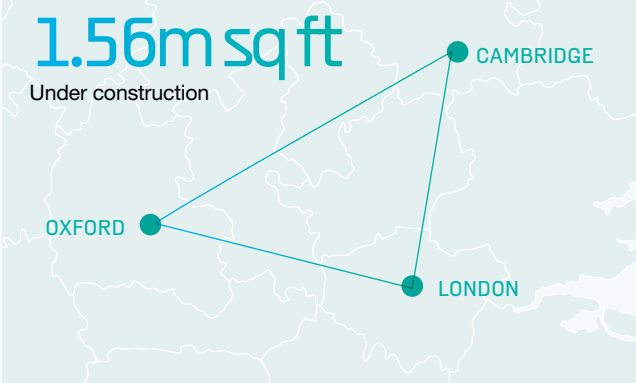 1.56m sq ft
Under construction
CAMBRIDGE
OXFORD
LONDON